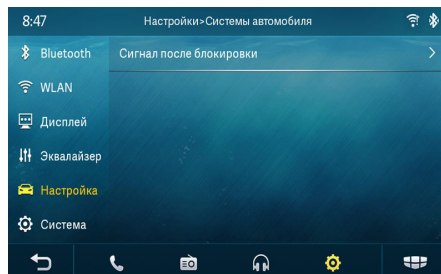 8:47 Настройки>Системы автомобиля
Bluetooth
Сигнал после блокировки
WLAN
Дисплей
Эквалайзер
Настройка
Система